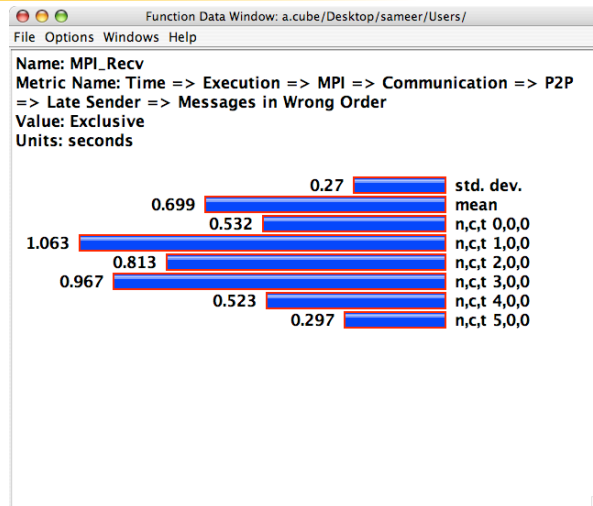 Function Data Window: a.cube/Desktop/sameer/Users/
File Options Windows Help
Name: MPI_Recv
Metric Name: Time => Execution => MPI => Communication => P2P
=> Late Sender => Messages in Wrong Order
Value: Exclusive
Units: seconds
0.27 std. dev.
0.699 mean
0.532 n,c,t 0,0,0
1.063 n,c,t 1,0,0
0.813 n,c,t 2,0,0
0.967 n,c,t 3,0,0
0.523 n,c,t 4,0,0
0.297 n,c,t 5,0,0